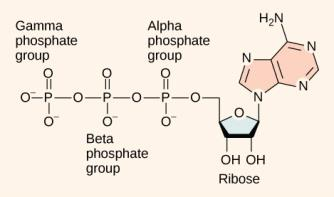 Gamma
phosphate
group
Alpha
phosphate
group
H₂N
N
N
N
N
O O O
O⁻ P O P O P O
O⁻ O⁻ O⁻
O
Beta
phosphate
group
OH OH
Ribose